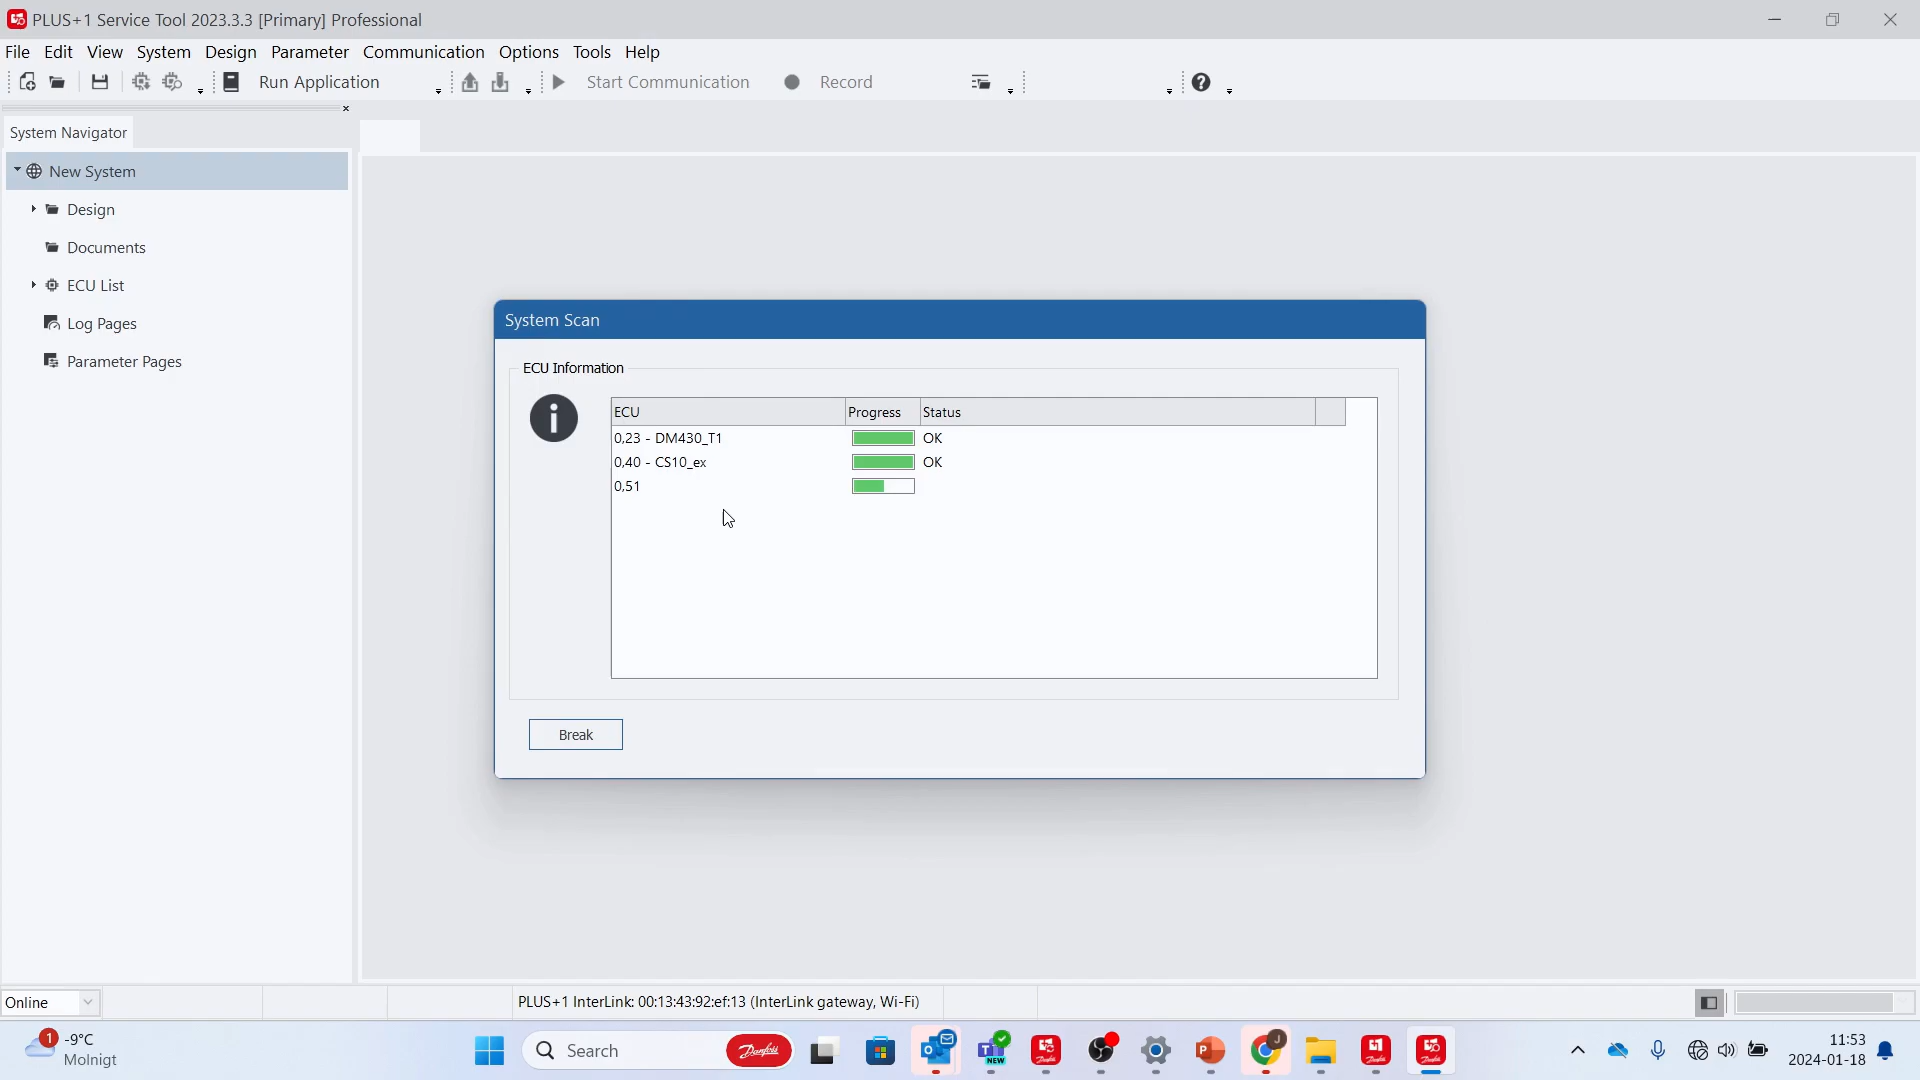 PLUS+1 Service Tool 2023.3.3 [Primary] Professional
File Edit View System Design Parameter Communication Options Tools Help
Run Application Start Communication Record
System Navigator
New System
Design
Documents
ECU List
Log Pages
Parameter Pages
System Scan
ECU Information
ECU Progress Status
0,23 - DM430_T1 OK
0,40 - CS10_ex OK
0,51
Break
Online PLUS+1 InterLink: 00:13:43:92:ef:13 (InterLink gateway, Wi-Fi)
1 -9°C
Molnigt
Search Danfoss
NEW
J
11:53
2024-01-18